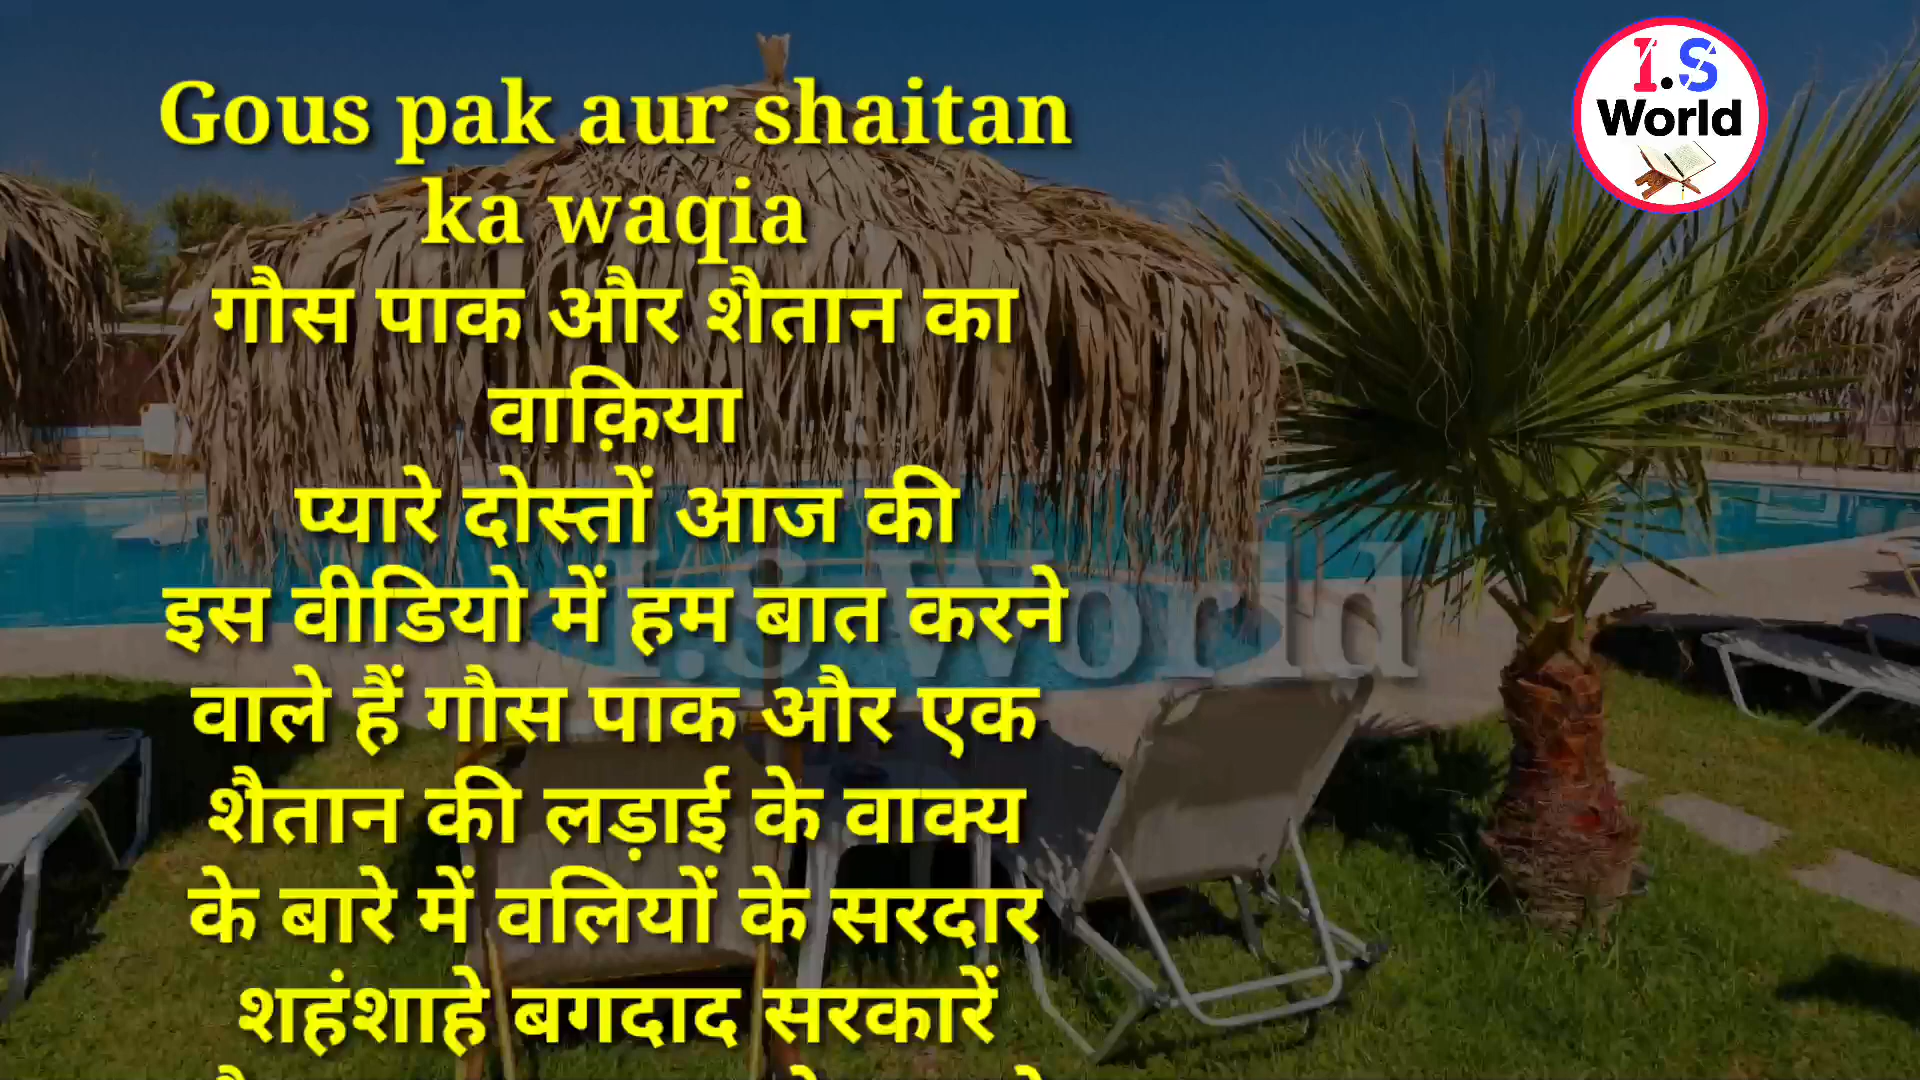 Gous pak aur shaitan
ka waqia
गौस पाक और शैतान का
वाक़िया
प्यारे दोस्तों आज की
इस वीडियो में हम बात करने
वाले हैं गौस पाक और एक
शैतान की लड़ाई के वाक्य
के बारे में वलियों के सरदार
शहंशाहे बगदाद सरकारें
I.S
World
I.S World